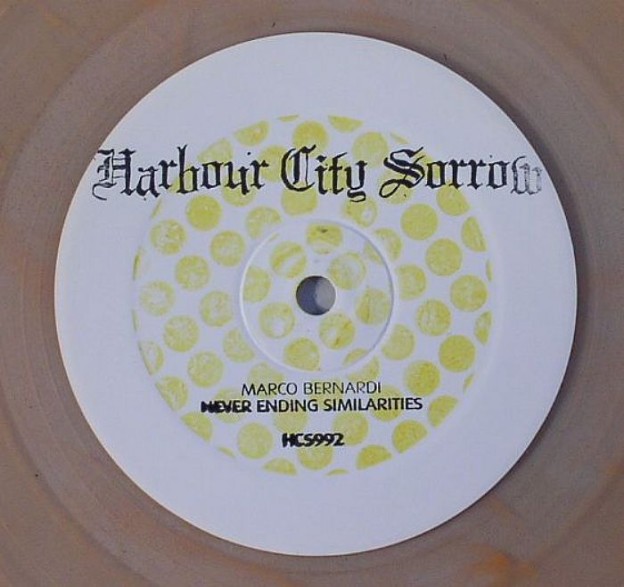 Harbour City Sorrow
MARCO BERNARDI
NEVER ENDING SIMILARITIES
HCS992